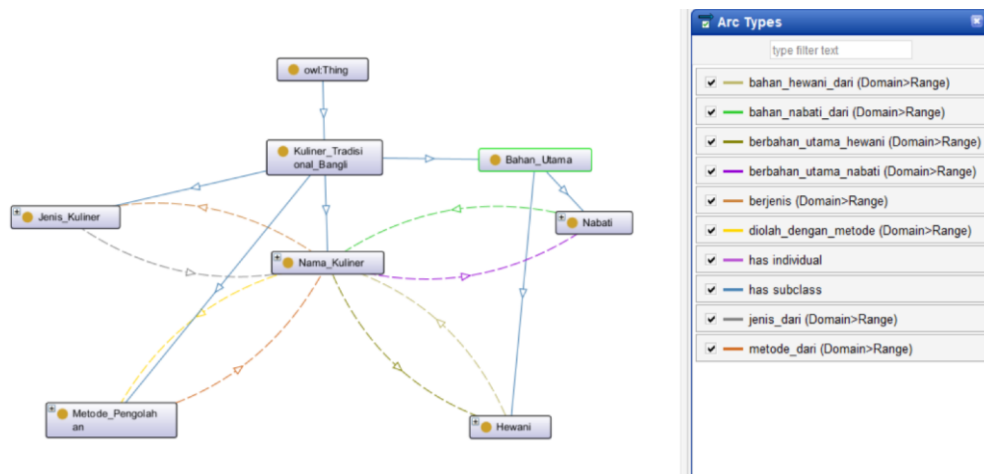 owl:Thing
Kuliner_Tradisi
onal_Bangli
Bahan_Utama
Jenis_Kuliner
Nabati
Nama_Kuliner
Metode_Pengolah
an
Hewani
Arc Types
type filter text
bahan_hewani_dari (Domain>Range)
bahan_nabati_dari (Domain>Range)
berbahan_utama_hewani (Domain>Range)
berbahan_utama_nabati (Domain>Range)
berjenis (Domain>Range)
diolah_dengan_metode (Domain>Range)
has individual
has subclass
jenis_dari (Domain>Range)
metode_dari (Domain>Range)